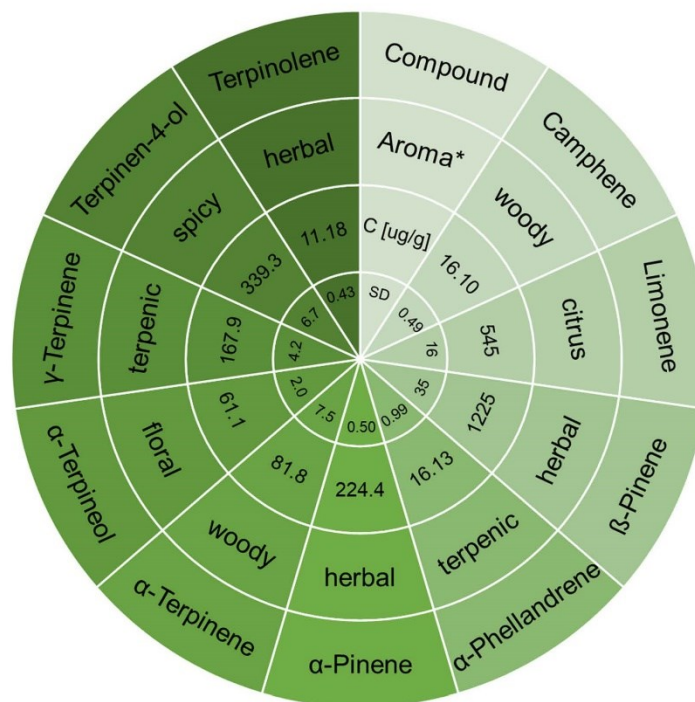 Compound
Aroma*
C [ug/g]
SD
Camphene
woody
16.10
0.49
Limonene
citrus
545
16
ß-Pinene
herbal
1225
35
α-Phellandrene
terpenic
16.13
0.99
α-Pinene
herbal
224.4
0.50
α-Terpinene
woody
81.8
7.5
α-Terpineol
floral
61.1
2.0
γ-Terpinene
terpenic
167.9
4.2
Terpinen-4-ol
spicy
339.3
6.7
Terpinolene
herbal
11.18
0.43